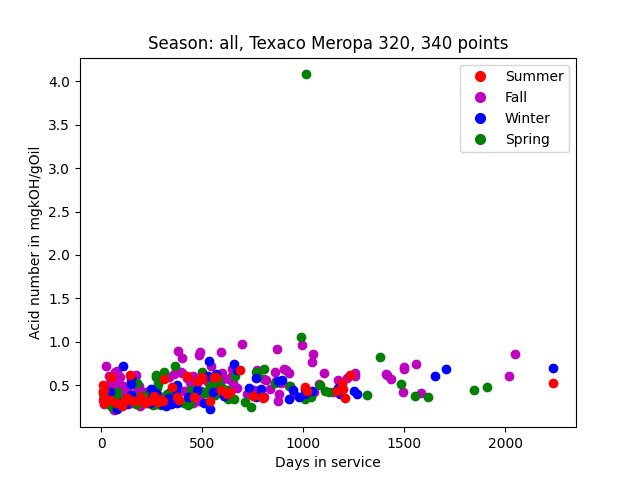 Season: all, Texaco Meropa 320, 340 points
Acid number in mgkOH/gOil
4.0
3.5
3.0
2.5
2.0
1.5
1.0
0.5
Summer
Fall
Winter
Spring
0 500 1000 1500 2000
Days in service